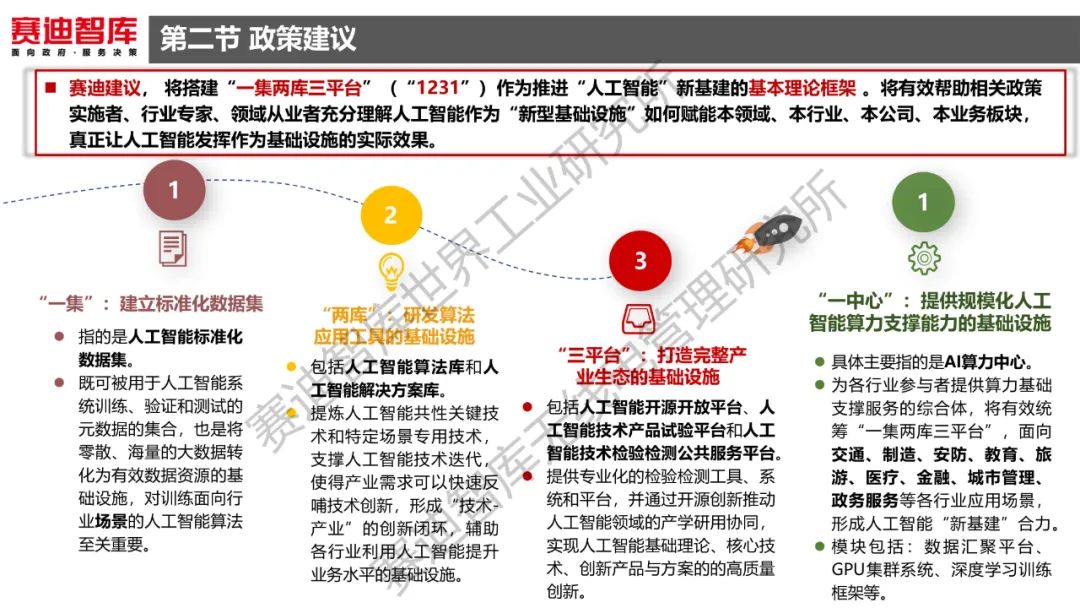 赛迪智库
面向政府·服务决策
第二节 政策建议
赛迪建议，将搭建“一集两库三平台”（“1231”）作为推进“人工智能”新基建的基本理论框架 。将有效帮助相关政策
实施者、行业专家、领域从业者充分理解人工智能作为“新型基础设施”如何赋能本领域、本行业、本公司、本业务板块，
真正让人工智能发挥作为基础设施的实际效果。
1
“一集”：建立标准化数据集
指的是人工智能标准化
数据集。
既可被用于人工智能系
统训练、验证和测试的
元数据的集合，也是将
零散、海量的大数据转
化为有效数据资源的基
础设施，对训练面向行
业场景的人工智能算法
至关重要。
2
“两库”：研发算法
应用工具的基础设施
包括人工智能算法库和人
工智能解决方案库。
提炼人工智能共性关键技
术和特定场景专用技术，
支撑人工智能技术迭代，
使得产业需求可以快速反
哺技术创新，形成“技术-
产业”的创新闭环，辅助
各行业利用人工智能提升
业务水平的基础设施。
3
“三平台”：打造完整产
业生态的基础设施
包括人工智能开源开放平台、人
工智能技术产品试验平台和人工
智能技术检验检测公共服务平台。
提供专业化的检验检测工具、系
统和平台，并通过开源创新推动
人工智能领域的产学研用协同，
实现人工智能基础理论、核心技
术、创新产品与方案的的高质量
创新。
1
“一中心”：提供规模化人工
智能算力支撑能力的基础设施
具体主要指的是AI算力中心。
为各行业参与者提供算力基础
支撑服务的综合体，将有效统
筹“一集两库三平台”，面向
交通、制造、安防、教育、旅
游、医疗、金融、城市管理、
政务服务等各行业应用场景，
形成人工智能“新基建”合力。
模块包括：数据汇聚平台、
GPU集群系统、深度学习训练
框架等。
赛迪智库世界工业研究所
赛迪智库无线电管理研究所